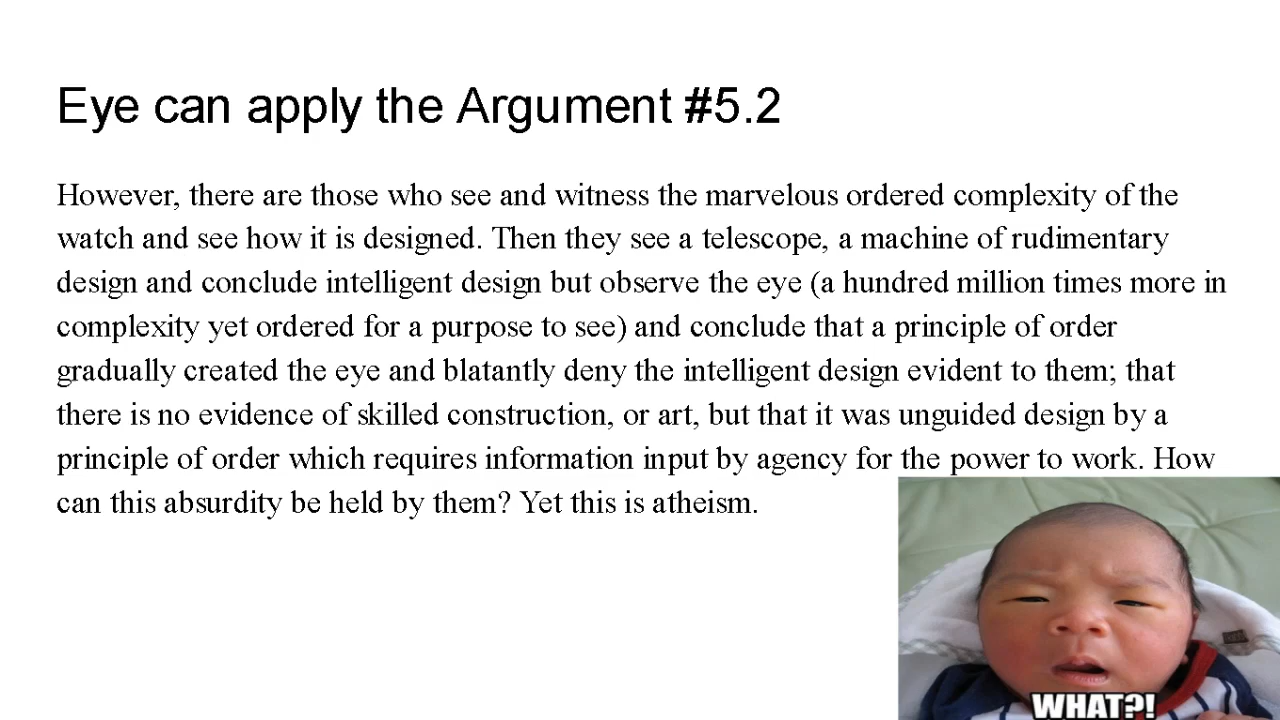 Eye can apply the Argument #5.2
However, there are those who see and witness the marvelous ordered complexity of the
watch and see how it is designed. Then they see a telescope, a machine of rudimentary
design and conclude intelligent design but observe the eye (a hundred million times more in
complexity yet ordered for a purpose to see) and conclude that a principle of order
gradually created the eye and blatantly deny the intelligent design evident to them; that
there is no evidence of skilled construction, or art, but that it was unguided design by a
principle of order which requires information input by agency for the power to work. How
can this absurdity be held by them? Yet this is atheism.
WHAT?!